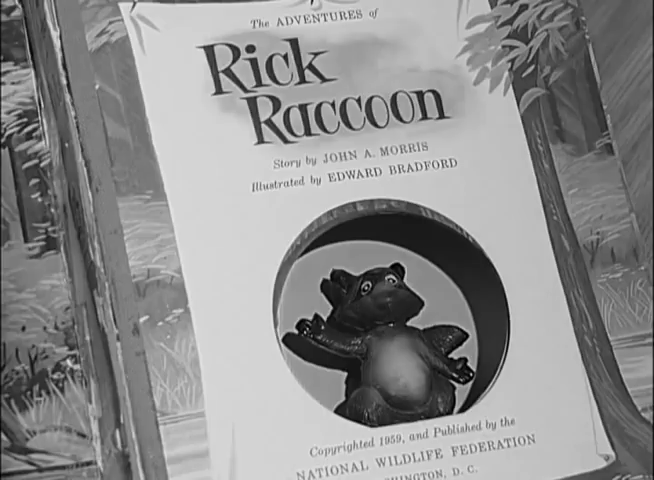 The ADVENTURES of
Rick
Raccoon
Story by JOHN A. MORRIS
Illustrated by EDWARD BRADFORD
Copyrighted 1959, and Published by the
NATIONAL WILDLIFE FEDERATION
D. C.